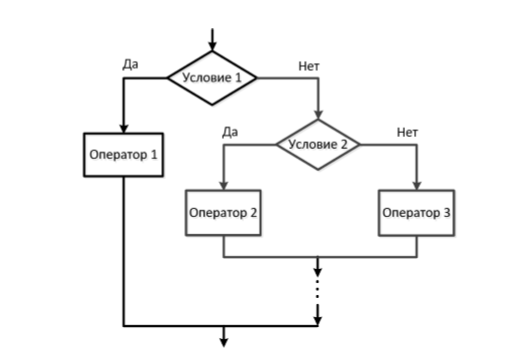 Да
Условие 1
Нет
Оператор 1
Да
Условие 2
Нет
Оператор 2
Оператор 3